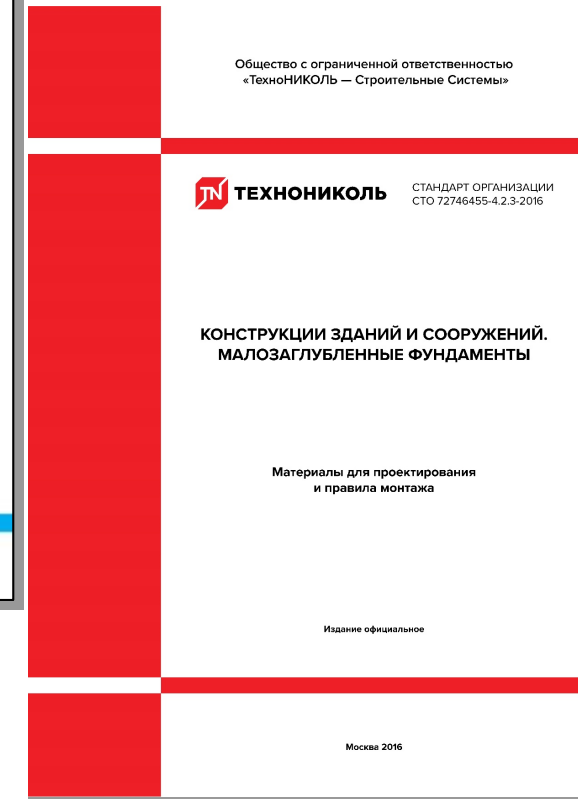 Общество с ограниченной ответственностью
«ТехноНИКОЛЬ — Строительные Системы»
TN ТЕХНОНИКОЛЬ
СТАНДАРТ ОРГАНИЗАЦИИ
СТО 72746455-4.2.3-2016
КОНСТРУКЦИИ ЗДАНИЙ И СООРУЖЕНИЙ.
МАЛОЗАГЛУБЛЕННЫЕ ФУНДАМЕНТЫ
Материалы для проектирования
и правила монтажа
Издание официальное
Москва 2016